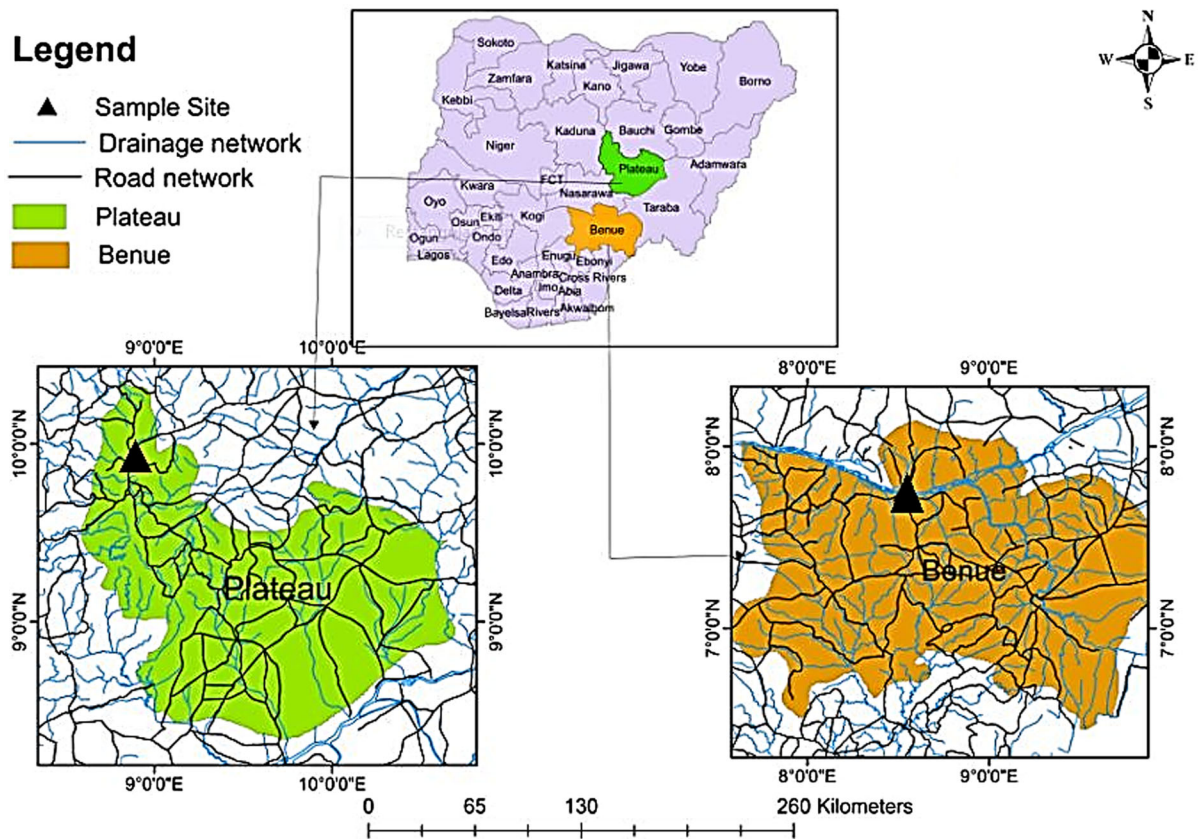 Legend
Sample Site
Drainage network
Road network
Plateau
Benue
N
W E
S
Sokoto
Katsina
Jigawa
Yobe
Borno
Zamfara
Kano
Kebbi
Kaduna
Bauchi
Gombe
Niger
Plateau
Adamwara
FCT
Nasarawa
Kwara
Taraba
Oyo
Kogi
Ekiti
Osun
Benue
Ogun
Ondo
Lagos
Edo
Enugu
Ebonyi
Anambra
Cross Rivers
Imo
Abia
Delta
Bayelsa
Rivers
Akwaibom
9°0'0"E 10°0'0"E
10°0'0"N 10°0'0"N
Plateau
9°0'0"N 9°0'0"N
9°0'0"E 10°0'0"E
8°0'0"E 9°0'0"E
8°0'0"N 8°0'0"N
Benue
7°0'0"N 7°0'0"N
8°0'0"E 9°0'0"E
0 65 130 260 Kilometers